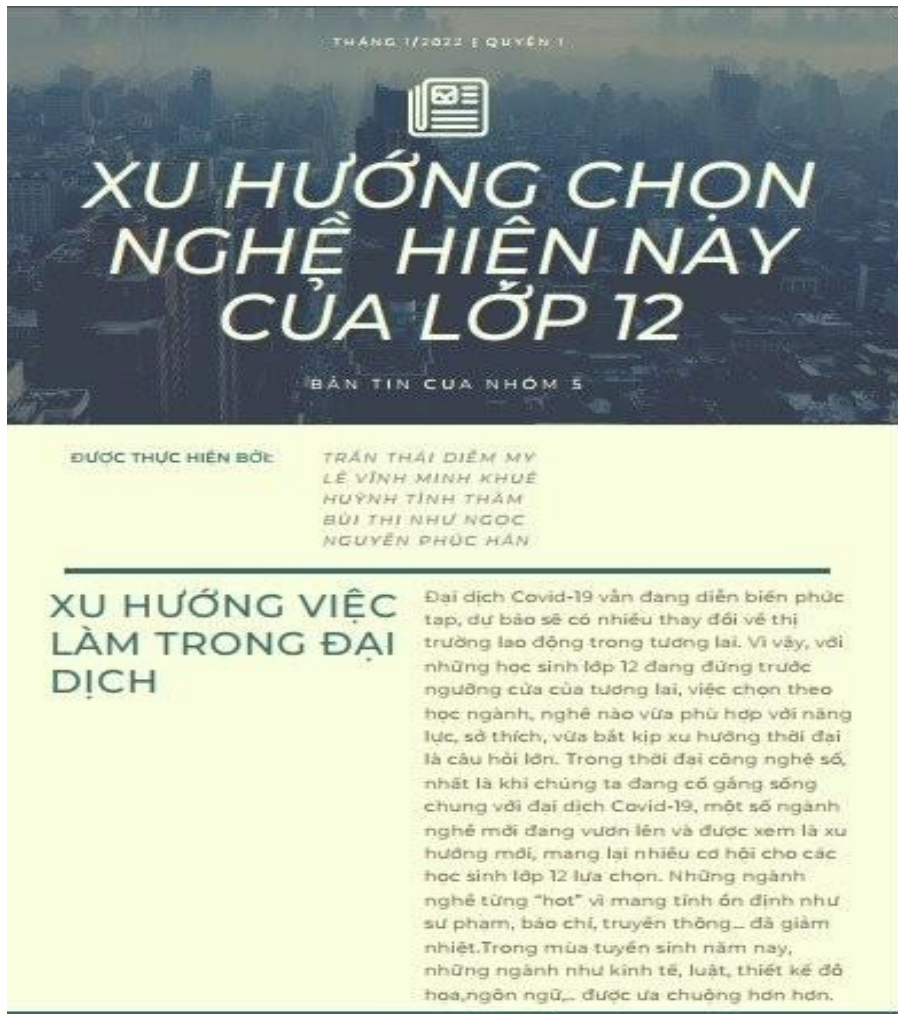 THÁNG 1/2022 | QUYỂN 1
XU HƯỚNG CHỌN
NGHỀ HIỆN NAY
CỦA LỚP 12
BẢN TIN CỦA NHÓM 5
ĐƯỢC THỰC HIỆN BỞI:
TRẦN THÁI DIỄM MY
LÊ VĨNH MINH KHUÊ
HUỲNH TÌNH THẮM
BÙI THỊ NHƯ NGỌC
NGUYỄN PHÚC HÂN
XU HƯỚNG VIỆC
LÀM TRONG ĐẠI
DỊCH
Đại dịch Covid-19 vẫn đang diễn biến phức
tạp, dự báo sẽ có nhiều thay đổi về thị
trường lao động trong tương lai. Vì vậy, với
những học sinh lớp 12 đang đứng trước
ngưỡng cửa của tương lai, việc chọn theo
học ngành, nghề nào vừa phù hợp với năng
lực, sở thích, vừa bắt kịp xu hướng thời đại
là câu hỏi lớn. Trong thời đại công nghệ số,
nhất là khi chúng ta đang cố gắng sống
chung với đại dịch Covid-19, một số ngành
nghề mới đang vươn lên và được xem là xu
hướng mới, mang lại nhiều cơ hội cho các
học sinh lớp 12 lựa chọn. Những ngành
nghề từng "hot" vì mang tính ổn định như
sư phạm, báo chí, truyền thông... đã giảm
nhiệt.Trong mùa tuyển sinh năm nay,
những ngành như kinh tế, luật, thiết kế đồ
họa,ngôn ngữ,.. được ưa chuộng hơn hơn.